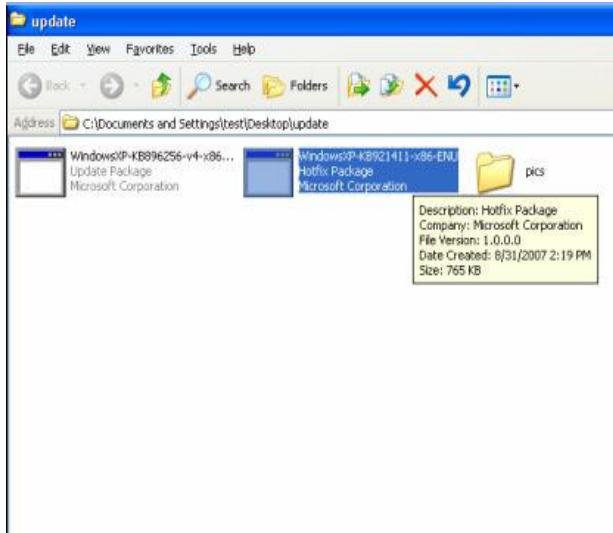 update
File Edit View Favorites Tools Help
Back Search Folders
Address C:\Documents and Settings\test\Desktop\update
WindowsXP-KB896256-v4-x86...
Update Package
Microsoft Corporation
WindowsXP-KB921411-x86-ENU
Hotfix Package
Microsoft Corporation
pics
Description: Hotfix Package
Company: Microsoft Corporation
File Version: 1.0.0.0
Date Created: 8/31/2007 2:19 PM
Size: 765 KB